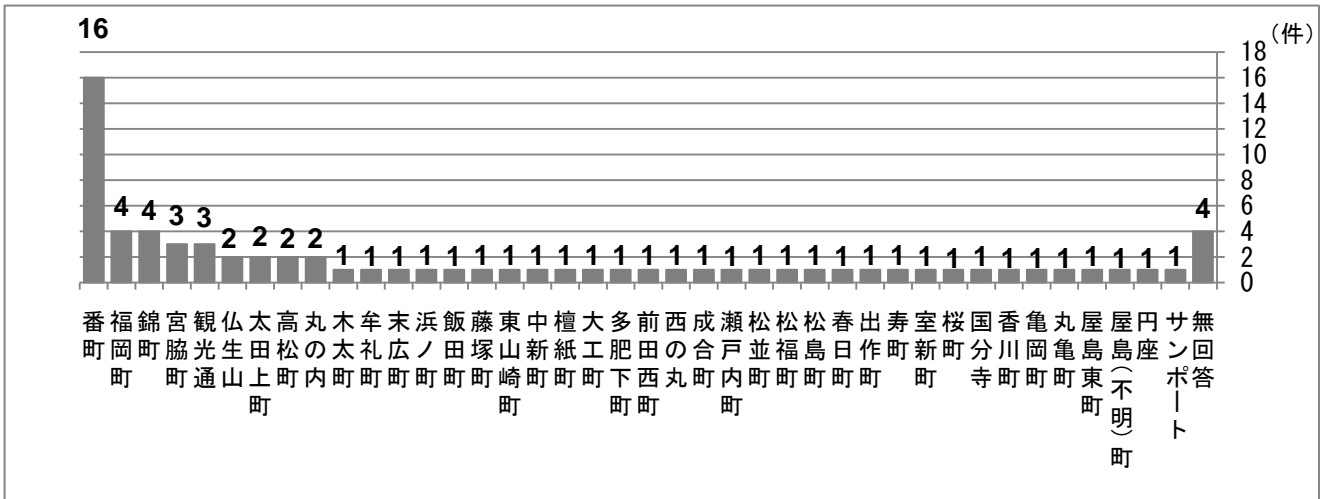 16
(件)
18
16
14
12
10
8
6
4
2
0
4 4 3 3 2 2 2 2 1 1 1 1 1 1 1 1 1 1 1 1 1 1 1 1 1 1 1 1 1 1 1 1 1 1 1 1 1 1 1 4
番町
福岡町
錦町
宮脇町
観光通
仏生山
太田上町
高松町
丸の内
木太町
牟礼町
末広町
浜ノ町
飯田町
藤塚町
東山崎町
中新町
檀紙町
大工町
多肥下町
前田西町
西の丸
成合町
瀬戸内町
松並町
松福町
松島町
春日町
出作町
寿町
室新町
桜町
国分寺
香川町
亀岡町
丸亀町
屋島東町
屋島(不明)町
円座
サンポート
無回答